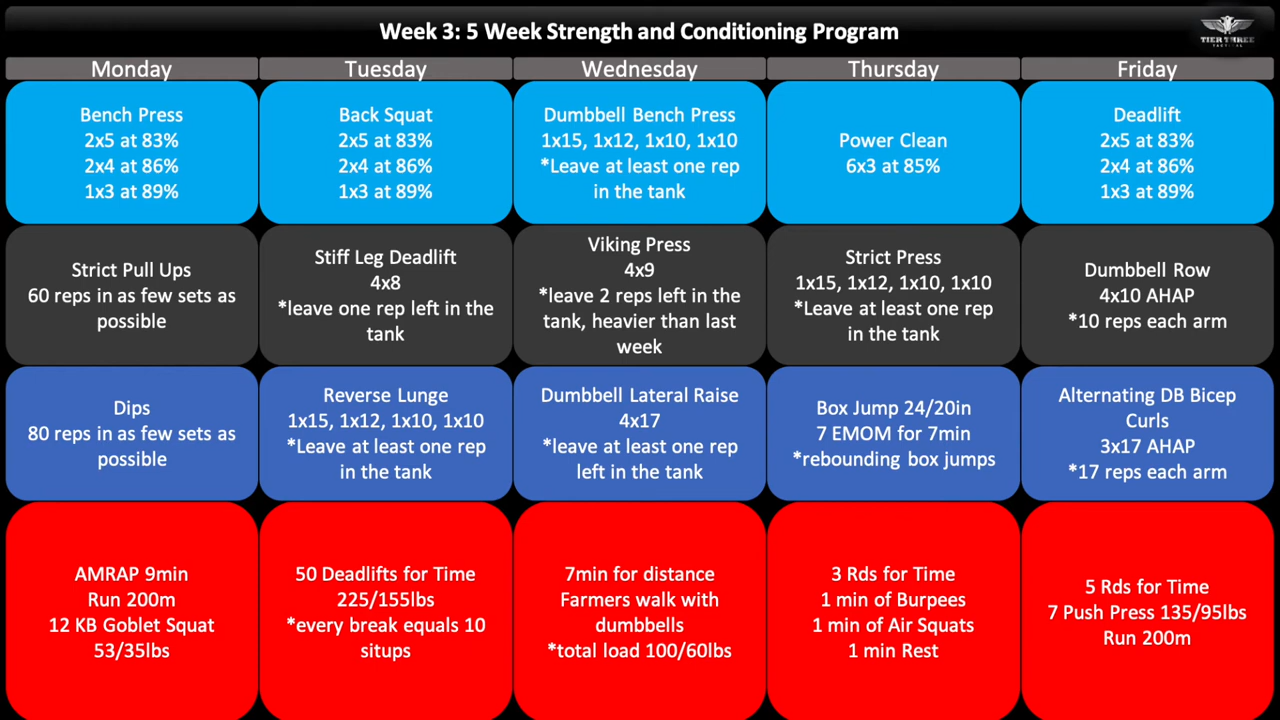 Week 3: 5 Week Strength and Conditioning Program
TIER THREE
TACTICAL
Monday
Tuesday
Wednesday
Thursday
Friday
Bench Press
2x5 at 83%
2x4 at 86%
1x3 at 89%
Back Squat
2x5 at 83%
2x4 at 86%
1x3 at 89%
Dumbbell Bench Press
1x15, 1x12, 1x10, 1x10
*Leave at least one rep
in the tank
Power Clean
6x3 at 85%
Deadlift
2x5 at 83%
2x4 at 86%
1x3 at 89%
Strict Pull Ups
60 reps in as few sets as
possible
Stiff Leg Deadlift
4x8
*leave one rep left in the
tank
Viking Press
4x9
*leave 2 reps left in the
tank, heavier than last
week
Strict Press
1x15, 1x12, 1x10, 1x10
*Leave at least one rep
in the tank
Dumbbell Row
4x10 AHAP
*10 reps each arm
Dips
80 reps in as few sets as
possible
Reverse Lunge
1x15, 1x12, 1x10, 1x10
*Leave at least one rep
in the tank
Dumbbell Lateral Raise
4x17
*leave at least one rep
left in the tank
Box Jump 24/20in
7 EMOM for 7min
*rebounding box jumps
Alternating DB Bicep
Curls
3x17 AHAP
*17 reps each arm
AMRAP 9min
Run 200m
12 KB Goblet Squat
53/35lbs
50 Deadlifts for Time
225/155lbs
*every break equals 10
situps
7min for distance
Farmers walk with
dumbbells
*total load 100/60lbs
3 Rds for Time
1 min of Burpees
1 min of Air Squats
1 min Rest
5 Rds for Time
7 Push Press 135/95lbs
Run 200m